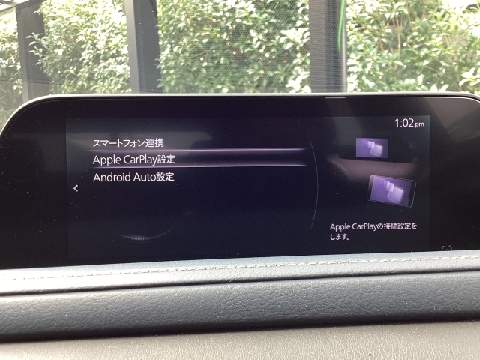 1:02 pm
スマートフォン連携
Apple CarPlay設定
Android Auto設定
Apple CarPlayの接続設定を
します。